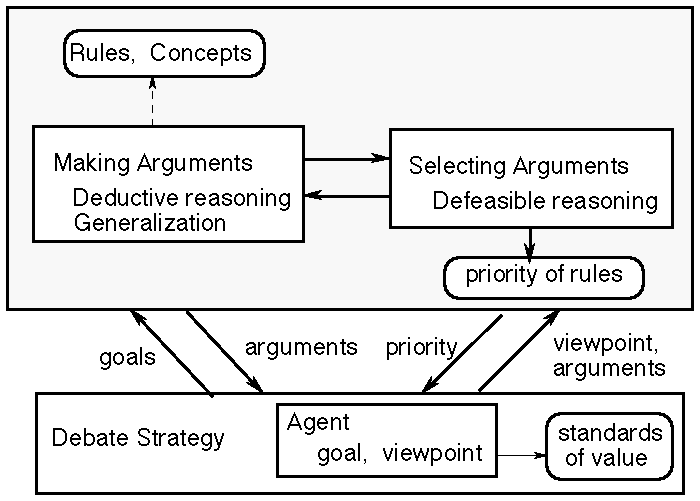 Rules, Concepts
Making Arguments
Deductive reasoning
Generalization
Selecting Arguments
Defeasible reasoning
priority of rules
goals
arguments
priority
viewpoint,
arguments
Debate Strategy
Agent
goal, viewpoint
standards
of value